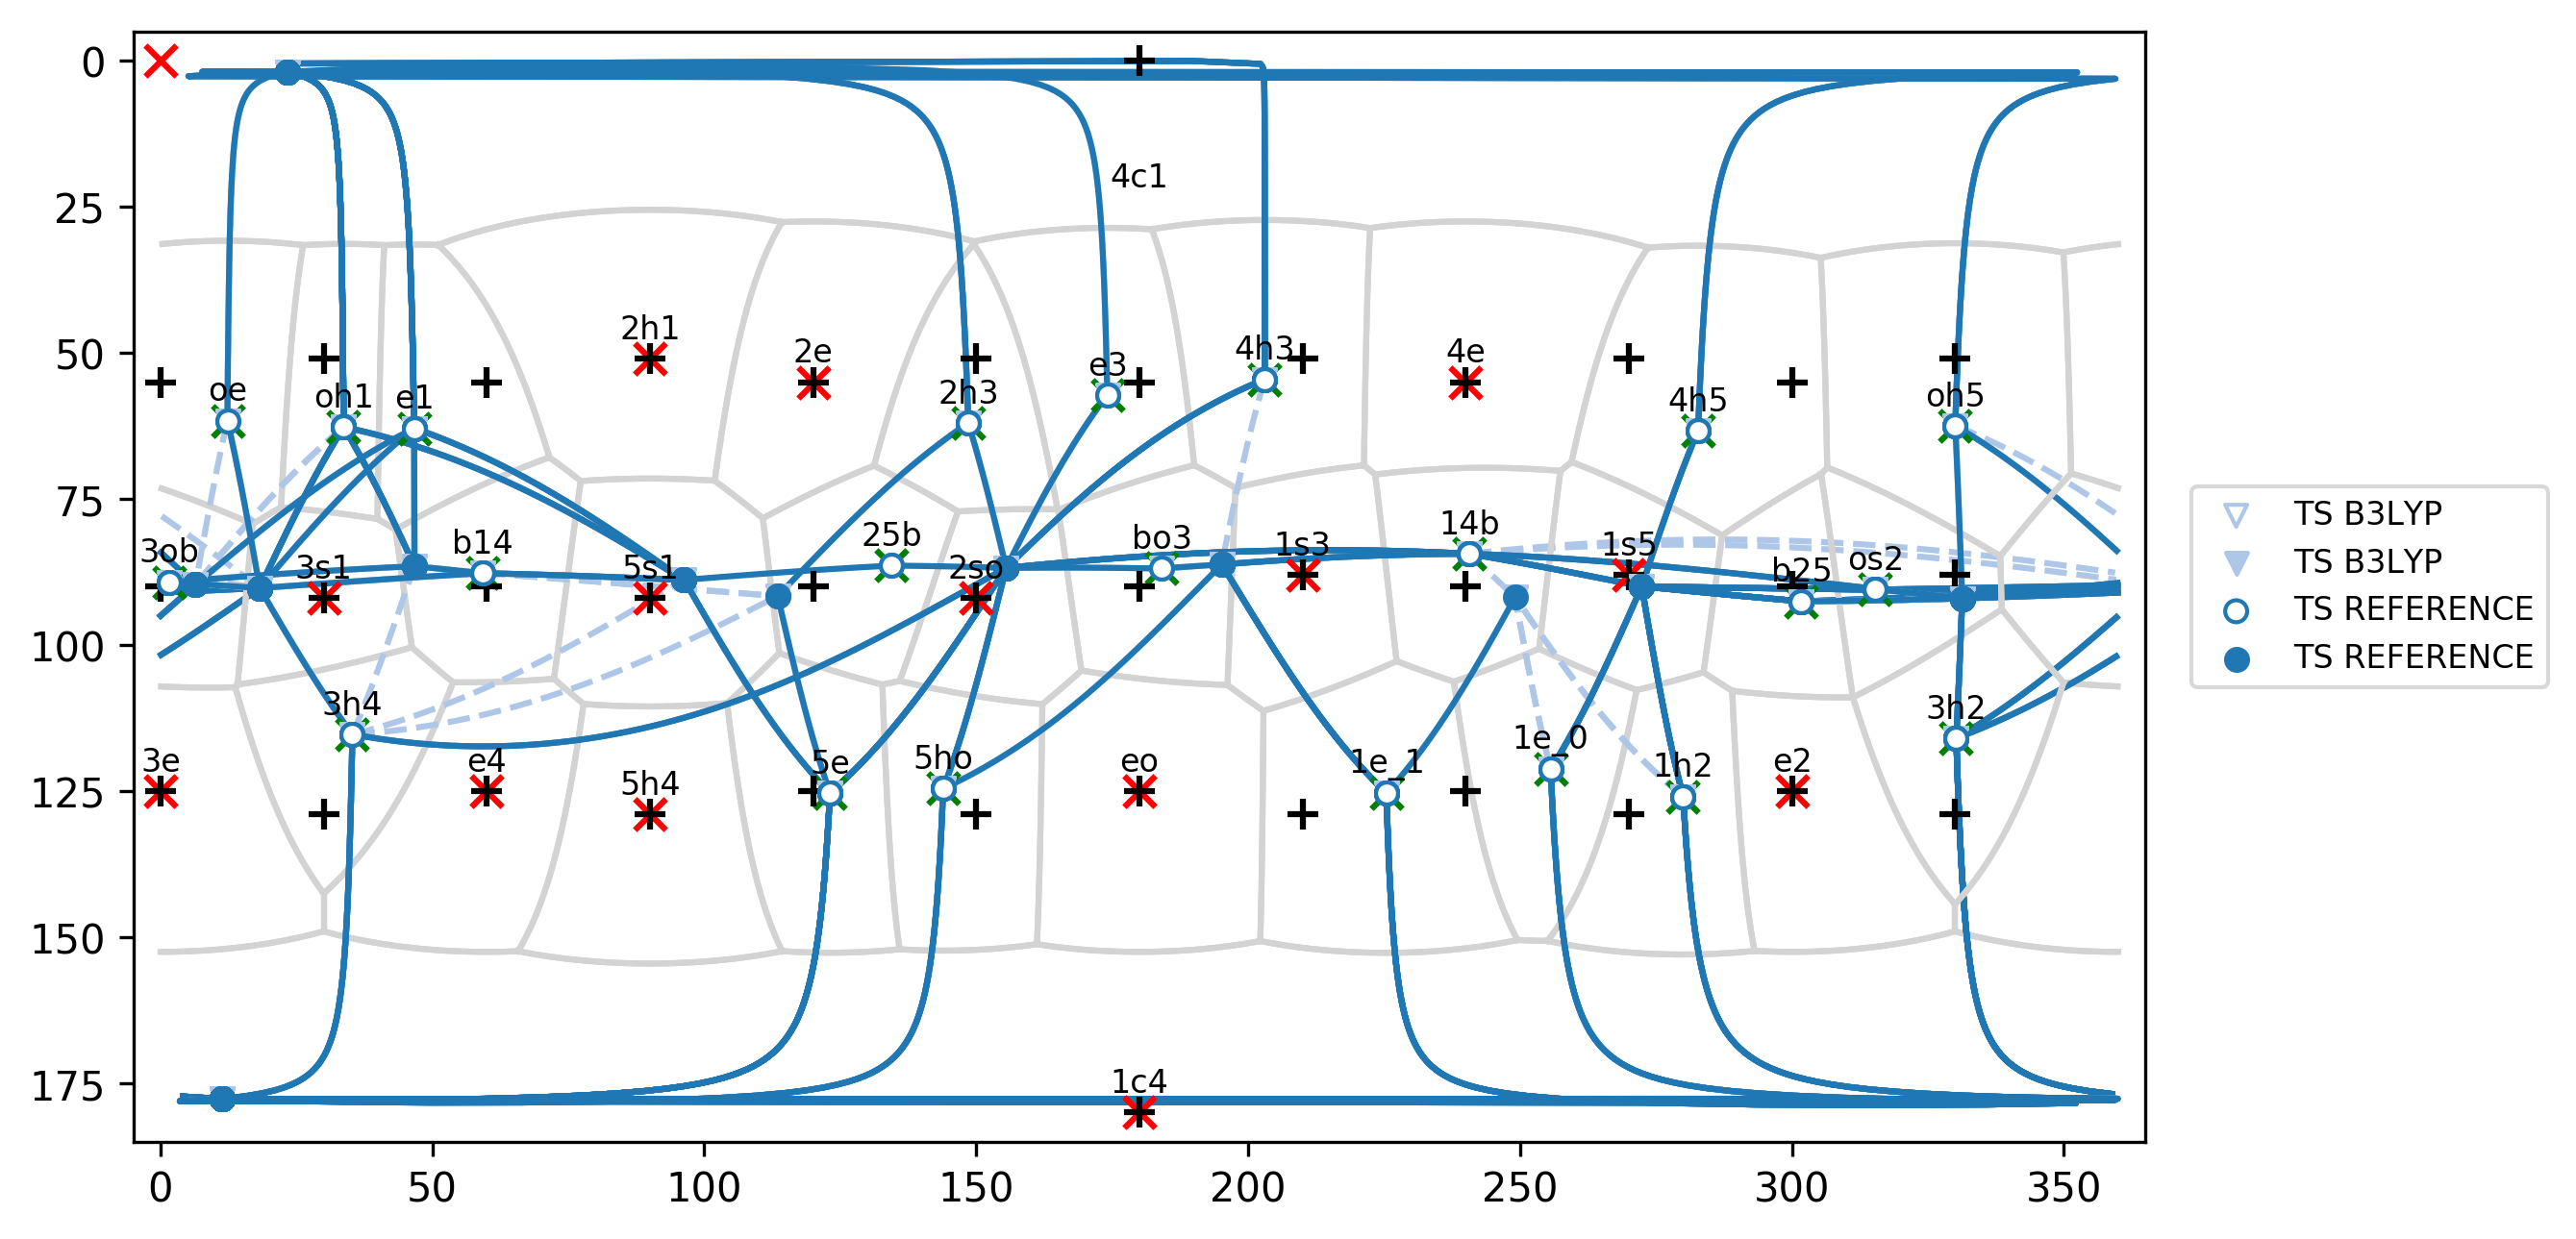 0
25
50
75
100
125
150
175
4c1
2h1
2e
4h3
4e
e3
oe
oh1
e1
2h3
4h5
oh5
25b
14b
b14
3ob
bo3
1s3
1s5
3s1
5s1
2so
b25
os2
3h4
3h2
1e_0
3e
e4
5h4
5e
5ho
eo
1e_1
1h2
e2
1c4
0
50
100
150
200
250
300
350
TS B3LYP
TS B3LYP
TS REFERENCE
TS REFERENCE